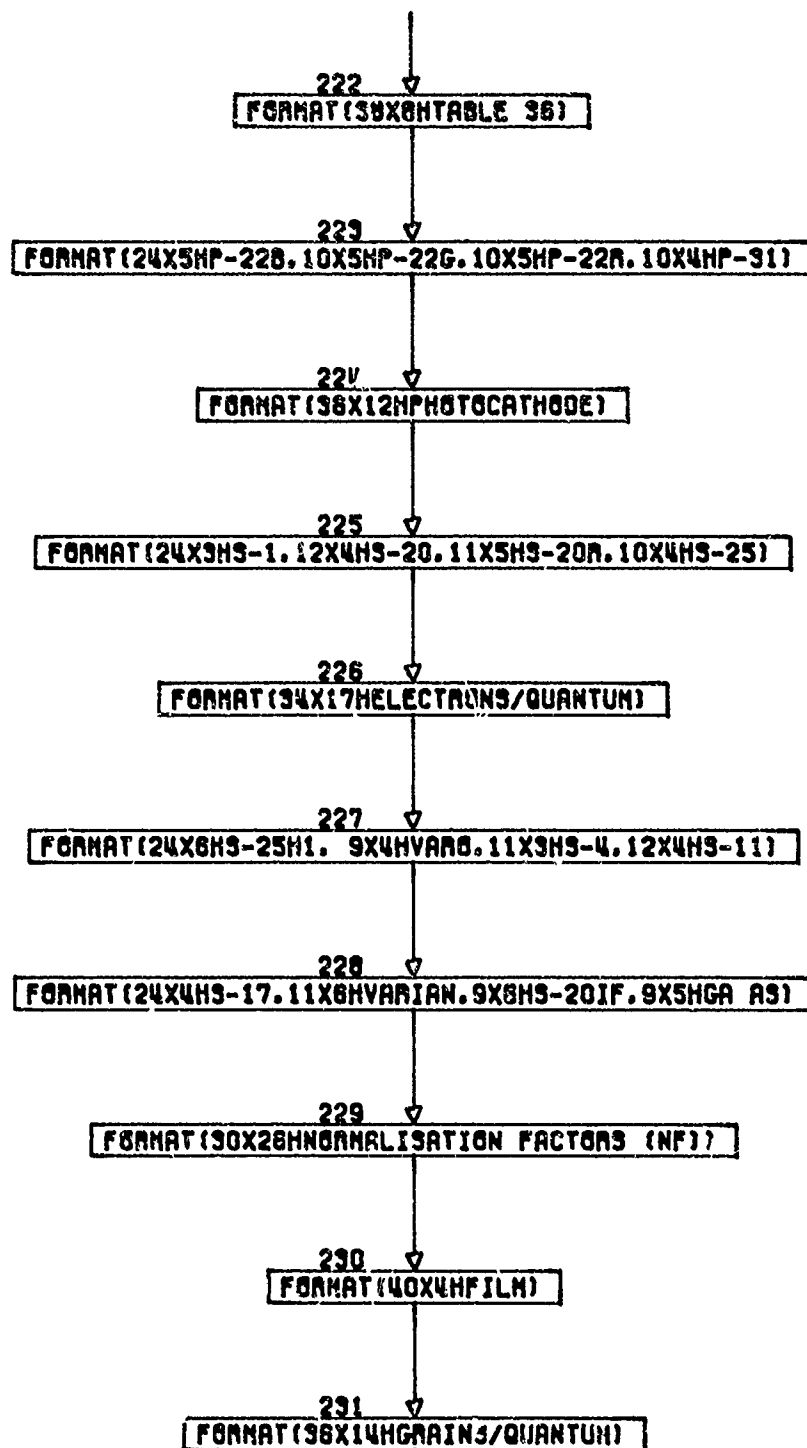 222
FORMAT(38X8HTABLE 36)
223
FORMAT(24X5HP-22B,10X5HP-22G,10X5HP-22R,10X4HP-31)
224
FORMAT(36X12HPHOTOCATHODE)
225
FORMAT(24X3HS-1,12X4HS-20,11X5HS-20R,10X4HS-25)
226
FORMAT(34X17HELECTRONS/QUANTUM)
227
FORMAT(24X6HS-25H1, 9X4HVARO,11X3HS-4,12X4HS-11)
228
FORMAT(24X4HS-17,11X6HVARIAN,9X6HS-20IF,9X5HGA AS)
229
FORMAT(30X26HNORMALISATION FACTORS (NF))
230
FORMAT(40X4HFILM)
231
FORMAT(36X14HGRAINS/QUANTUM)